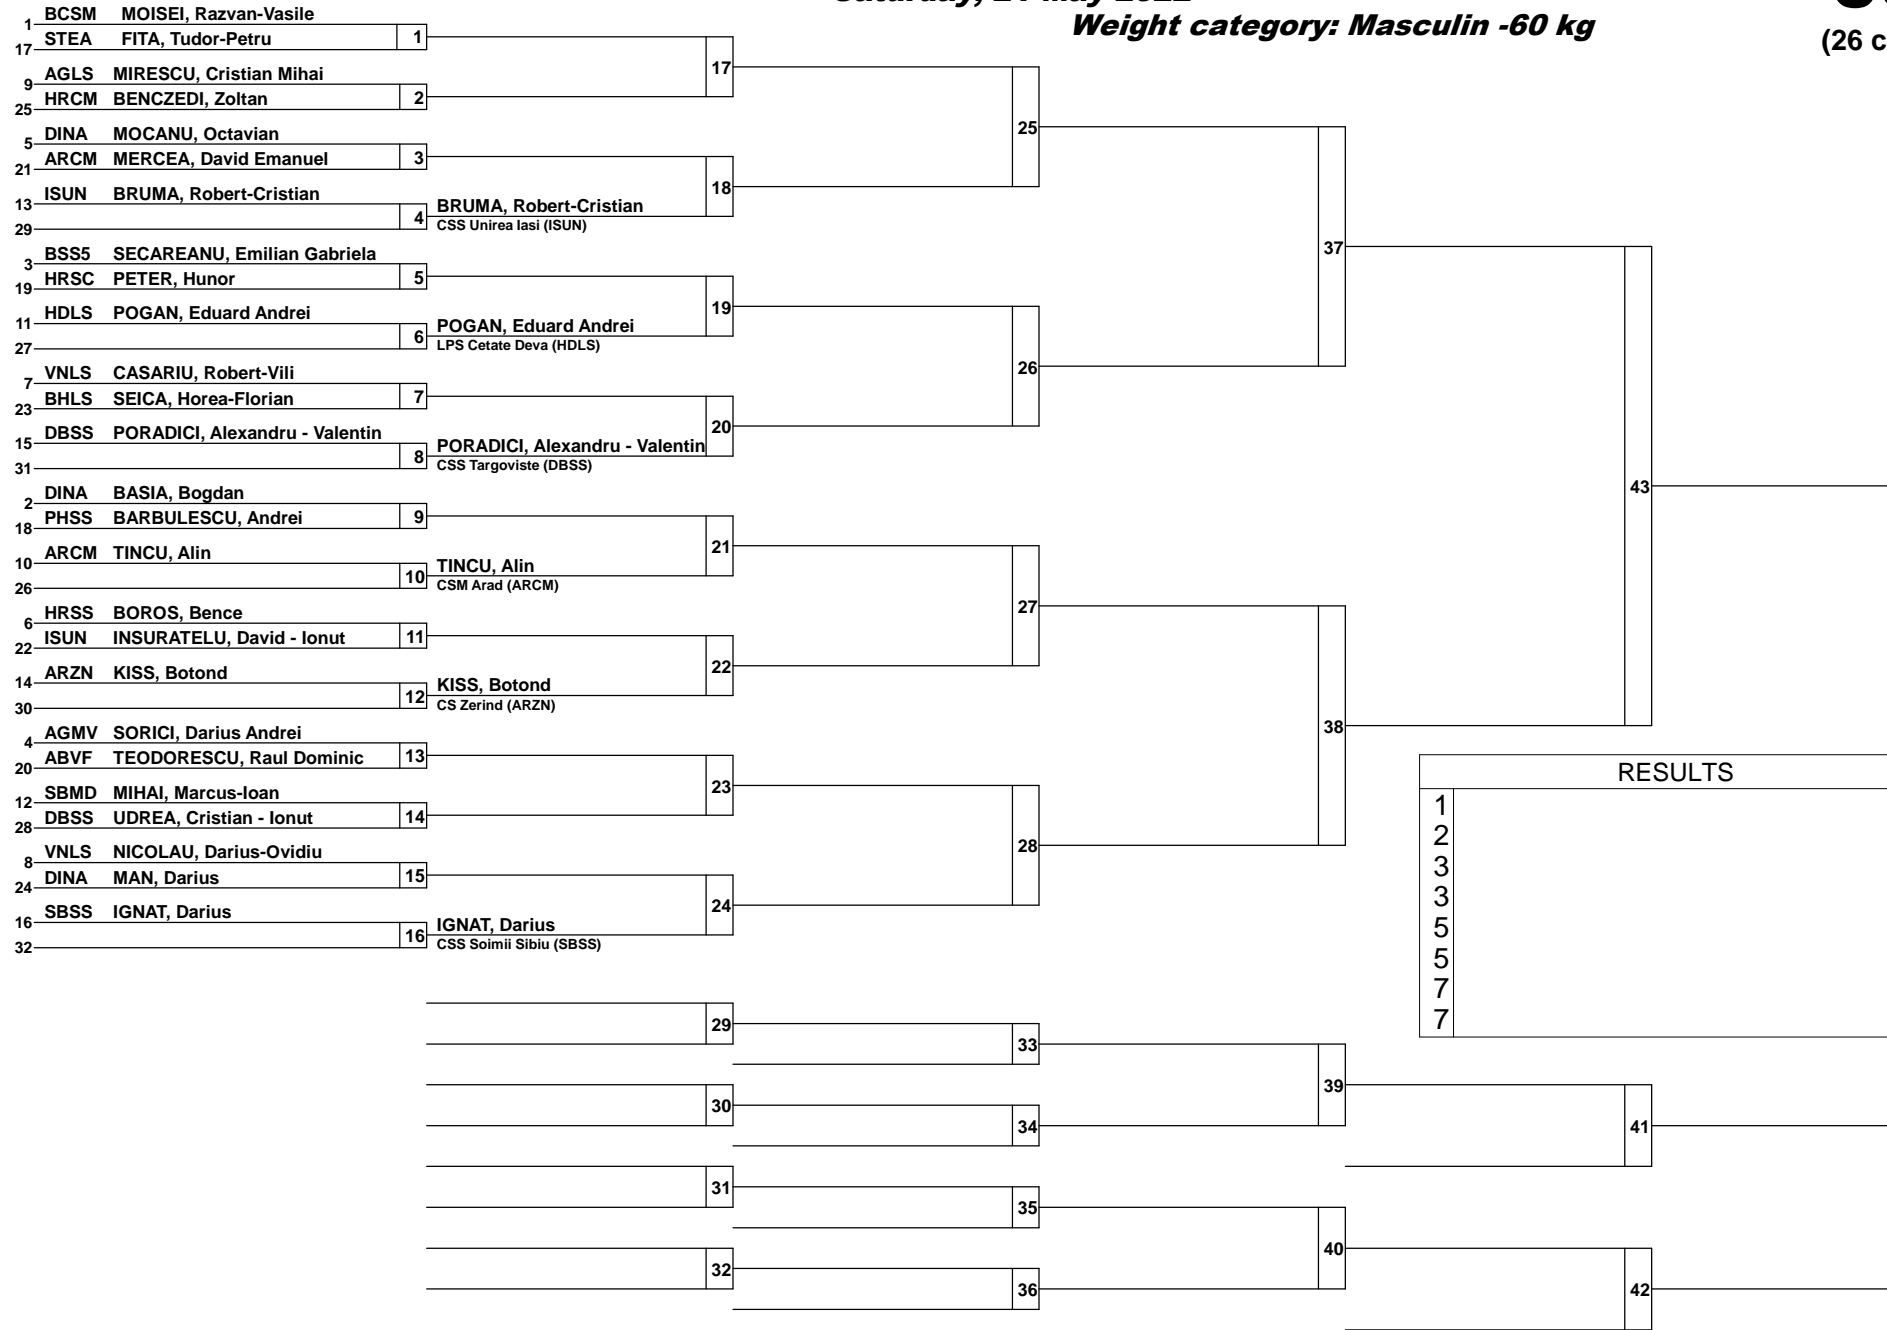 Weight category: Masculin -60 kg
(26 c
1 BCSM MOISEI, Razvan-Vasile
17 STEA FITA, Tudor-Petru
1
9 AGLS MIRESCU, Cristian Mihai
25 HRCM BENCZEDI, Zoltan
2
17
5 DINA MOCANU, Octavian
21 ARCM MERCEA, David Emanuel
3
13 ISUN BRUMA, Robert-Cristian
29
4
BRUMA, Robert-Cristian
CSS Unirea Iasi (ISUN)
18
25
3 BSS5 SECAREANU, Emilian Gabriela
19 HRSC PETER, Hunor
5
11 HDLS POGAN, Eduard Andrei
27
6
POGAN, Eduard Andrei
LPS Cetate Deva (HDLS)
19
7 VNLS CASARIU, Robert-Vili
23 BHLS SEICA, Horea-Florian
7
15 DBSS PORADICI, Alexandru - Valentin
31
8
PORADICI, Alexandru - Valentin
CSS Targoviste (DBSS)
20
26
37
2 DINA BASIA, Bogdan
18 PHSS BARBULESCU, Andrei
9
10 ARCM TINCU, Alin
26
10
TINCU, Alin
CSM Arad (ARCM)
21
6 HRSS BOROS, Bence
22 ISUN INSURATELU, David - Ionut
11
14 ARZN KISS, Botond
30
12
KISS, Botond
CS Zerind (ARZN)
22
27
4 AGMV SORICI, Darius Andrei
20 ABVF TEODORESCU, Raul Dominic
13
12 SBMD MIHAI, Marcus-Ioan
28 DBSS UDREA, Cristian - Ionut
14
23
8 VNLS NICOLAU, Darius-Ovidiu
24 DINA MAN, Darius
15
16 SBSS IGNAT, Darius
32
16
IGNAT, Darius
CSS Soimii Sibiu (SBSS)
24
28
38
43
RESULTS
1
2
3
3
5
5
7
7
29
33
30
34
39
41
31
35
32
36
40
42